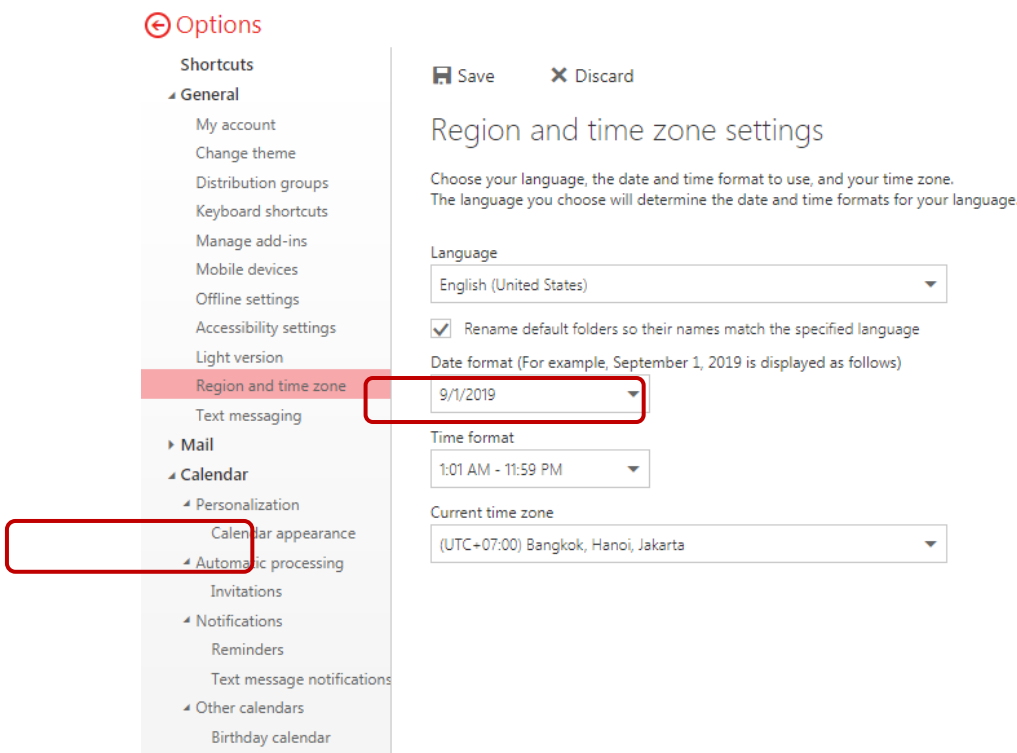 Options
Shortcuts
General
My account
Change theme
Distribution groups
Keyboard shortcuts
Manage add-ins
Mobile devices
Offline settings
Accessibility settings
Light version
Region and time zone
Text messaging
Mail
Calendar
Personalization
Calendar appearance
Automatic processing
Invitations
Notifications
Reminders
Text message notifications
Other calendars
Birthday calendar
Save Discard
Region and time zone settings
Choose your language, the date and time format to use, and your time zone.
The language you choose will determine the date and time formats for your language
Language
English (United States)
Rename default folders so their names match the specified language
Date format (For example, September 1, 2019 is displayed as follows)
9/1/2019
Time format
1:01 AM - 11:59 PM
Current time zone
(UTC+07:00) Bangkok, Hanoi, Jakarta